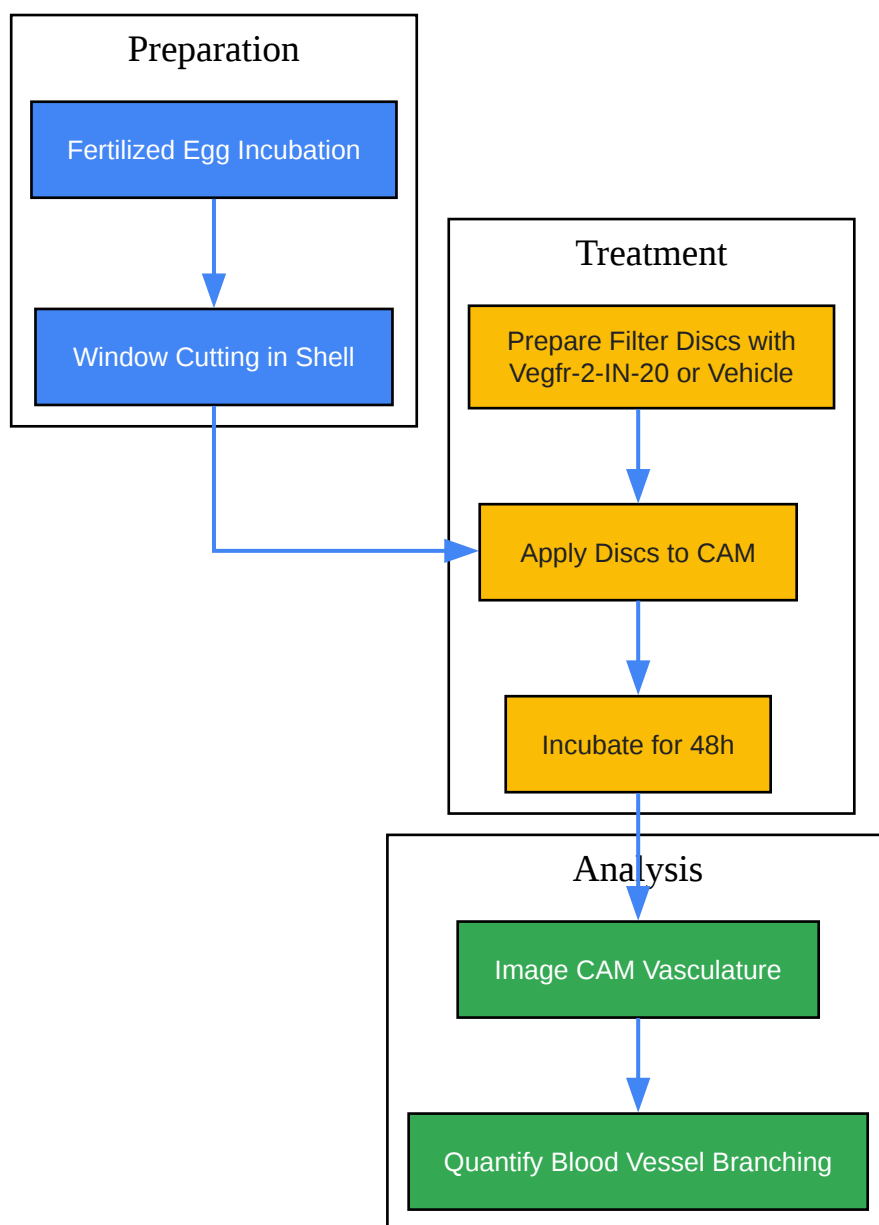 Preparation
Fertilized Egg Incubation
Window Cutting in Shell
Treatment
Prepare Filter Discs with
Vegfr-2-IN-20 or Vehicle
Apply Discs to CAM
Incubate for 48h
Analysis
Image CAM Vasculature
Quantify Blood Vessel Branching